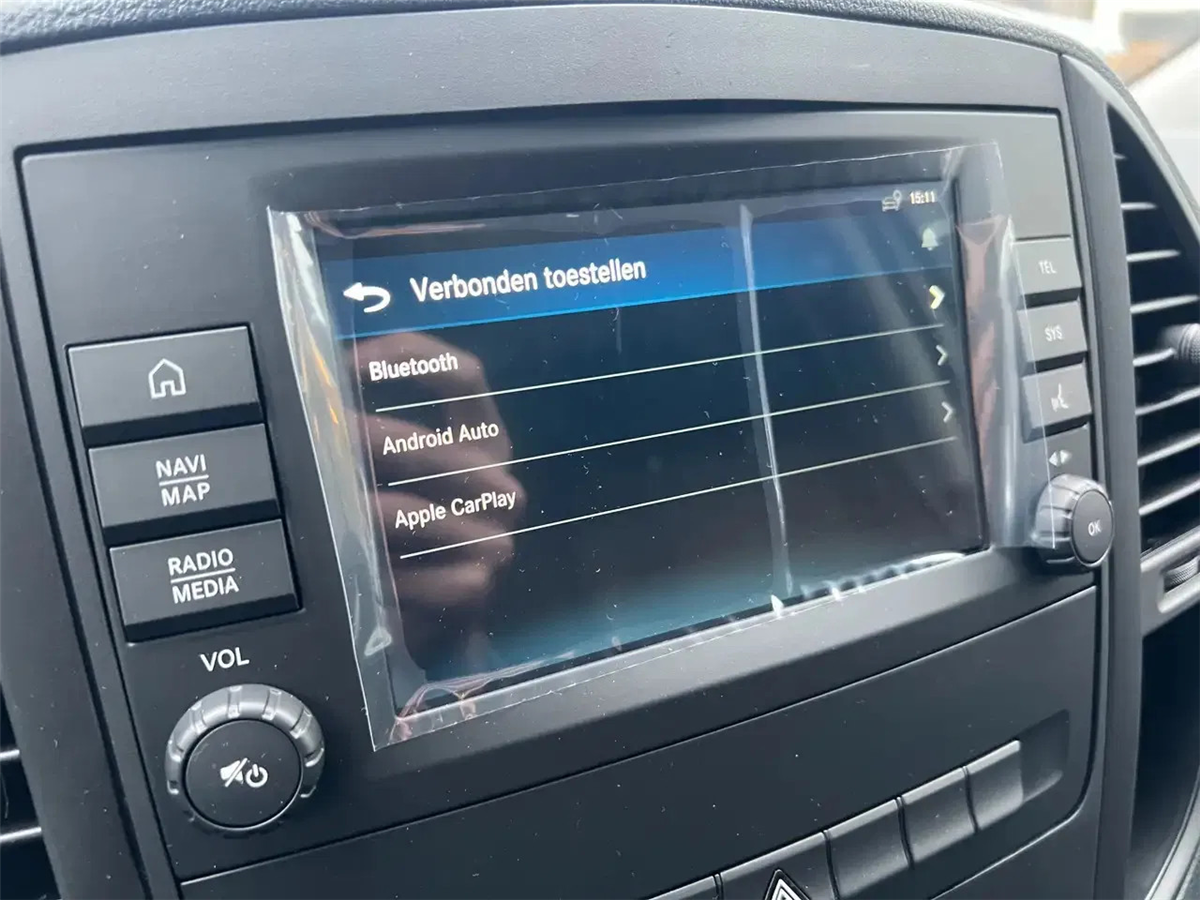 15:11
Verbonden toestellen
Bluetooth
Android Auto
Apple CarPlay
NAVI
MAP
RADIO
MEDIA
VOL
TEL
SYS
OK